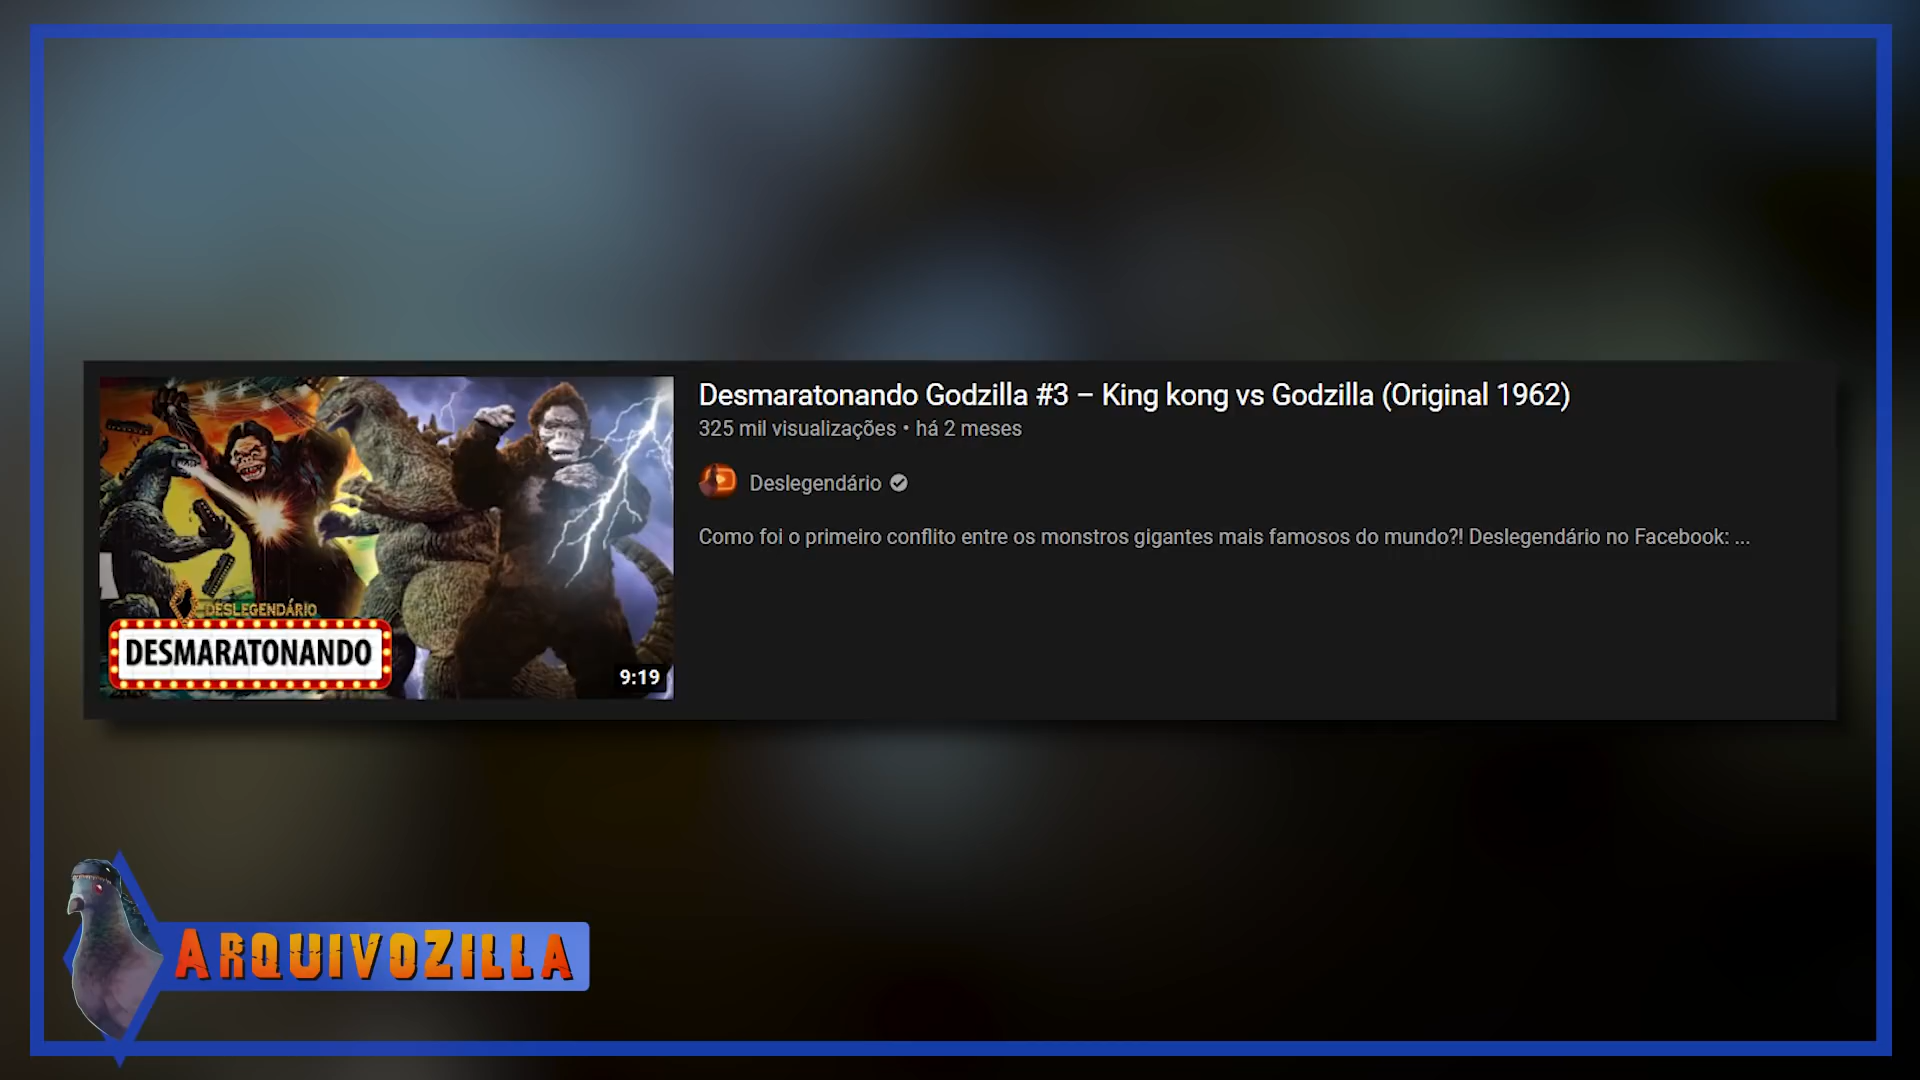 Desmaratonando Godzilla #3 – King kong vs Godzilla (Original 1962)
325 mil visualizações • há 2 meses
Deslegendário
Como foi o primeiro conflito entre os monstros gigantes mais famosos do mundo?! Deslegendário no Facebook: ...
DESLEGENDÁRIO
DESMARATONANDO
9:19
ARQUIVOZILLA